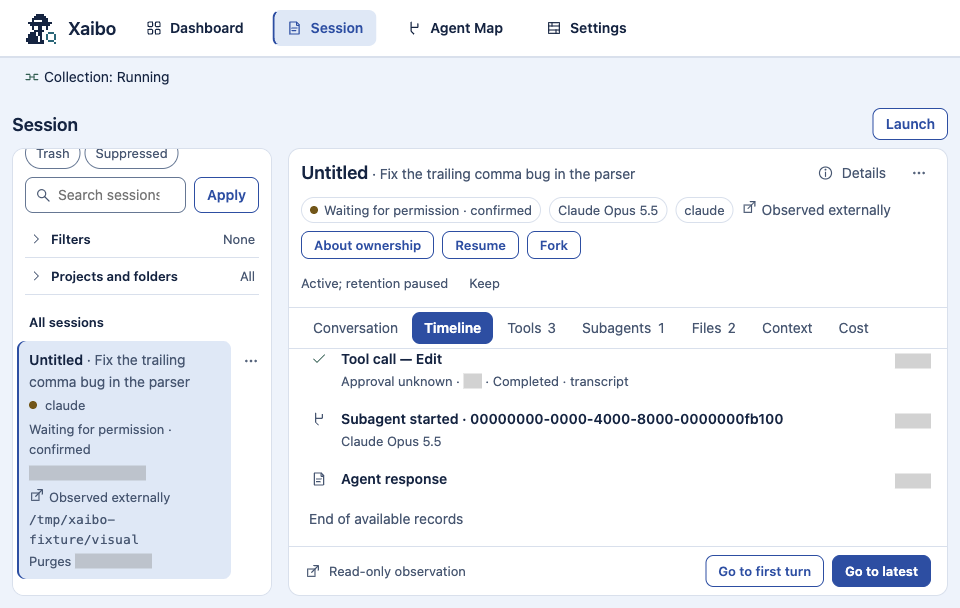 Xaibo
Dashboard
Session
Agent Map
Settings
Collection: Running
Session
Launch
Trash
Suppressed
Search sessions
Apply
Filters
None
Projects and folders
All
All sessions
Untitled · Fix the trailing
comma bug in the parser
claude
Waiting for permission ·
confirmed
Observed externally
/tmp/xaibo-
fixture/visual
Purges
Untitled · Fix the trailing comma bug in the parser
Details
Waiting for permission · confirmed
Claude Opus 5.5
claude
Observed externally
About ownership
Resume
Fork
Active; retention paused
Keep
Conversation
Timeline
Tools 3
Subagents 1
Files 2
Context
Cost
Tool call — Edit
Approval unknown · · Completed · transcript
Subagent started · 00000000-0000-4000-8000-0000000fb100
Claude Opus 5.5
Agent response
End of available records
Read-only observation
Go to first turn
Go to latest